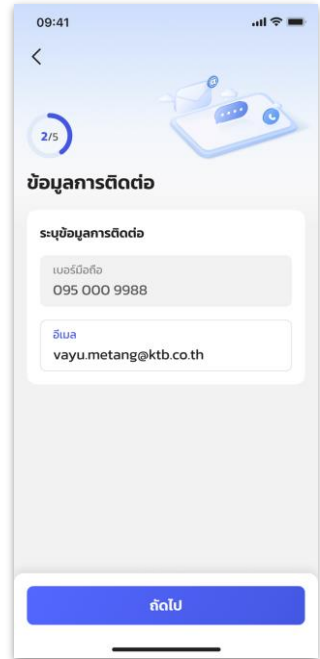 09:41
2/5
ข้อมูลการติดต่อ
ระบุข้อมูลการติดต่อ
เบอร์มือถือ
095 000 9988
อีเมล
vayu.metang@ktb.co.th
ถัดไป